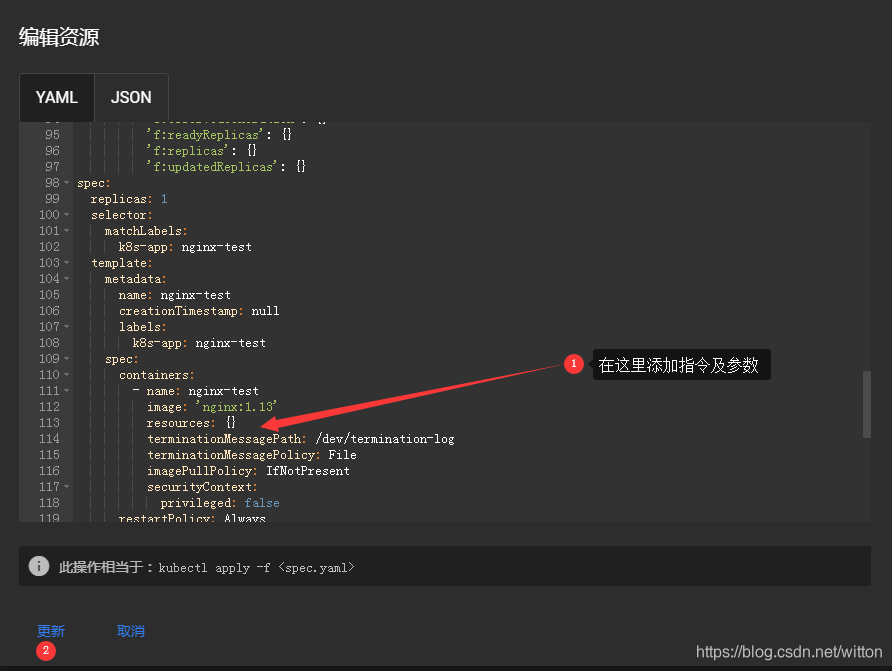 编辑资源
YAML JSON
95 'f:readyReplicas': {}
96 'f:replicas': {}
97 'f:updatedReplicas': {}
98 spec:
99 replicas: 1
100 selector:
101 matchLabels:
102 k8s-app: nginx-test
103 template:
104 metadata:
105 name: nginx-test
106 creationTimestamp: null
107 labels:
108 k8s-app: nginx-test
109 spec:
110 containers:
111 - name: nginx-test
112 image: 'nginx:1.13'
113 resources: {}
114 terminationMessagePath: /dev/termination-log
115 terminationMessagePolicy: File
116 imagePullPolicy: IfNotPresent
117 securityContext:
118 privileged: false
119 restartPolicy: Always
1 在这里添加指令及参数
此操作相当于：kubectl apply -f <spec.yaml>
更新 取消
2
https://blog.csdn.net/witton